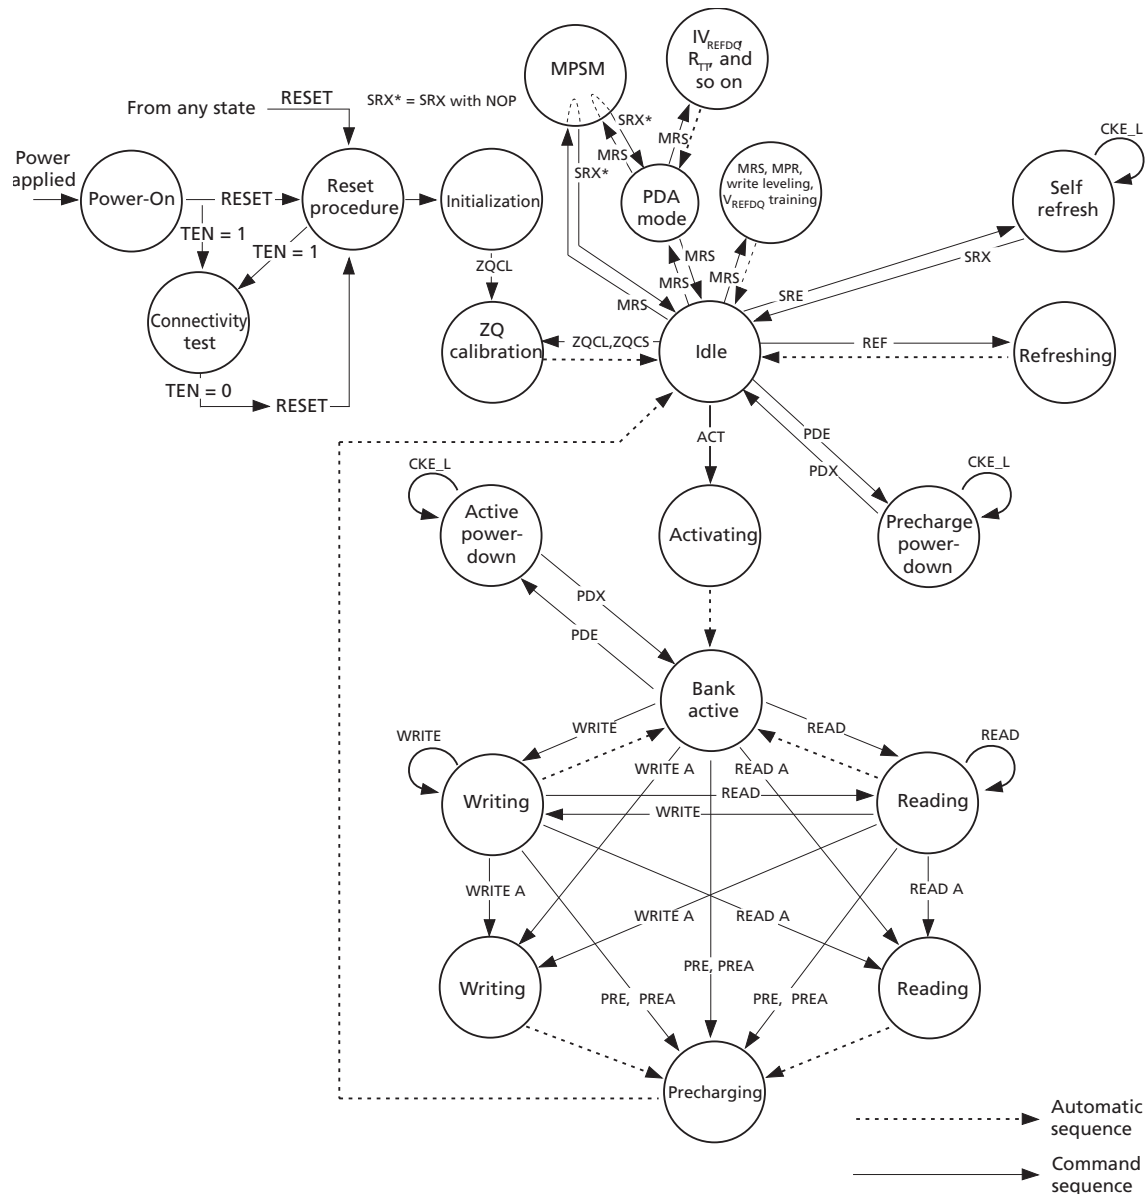 MPSM
IV_REFDQ,
R_TT, and
so on
From any state
RESET
SRX* = SRX with NOP
SRX*
MRS
MRS
CKE_L
Power
applied
Power-On
RESET
Reset
procedure
Initialization
SRX*
PDA
mode
MRS, MPR,
write leveling,
V_REFDQ training
Self
refresh
TEN = 1
TEN = 1
ZQCL
MRS
MRS
MRS
SRX
SRE
MRS
Connectivity
test
ZQ
calibration
ZQCL,ZQCS
Idle
REF
Refreshing
TEN = 0
RESET
ACT
PDE
PDX
CKE_L
CKE_L
Active
power-
down
Activating
Precharge
power-
down
PDX
PDE
Bank
active
WRITE
READ
WRITE
READ
WRITE A
READ A
Writing
READ
WRITE
Reading
WRITE A
READ A
WRITE A
READ A
Writing
PRE, PREA
Reading
PRE, PREA
PRE, PREA
Precharging
Automatic
sequence
Command
sequence